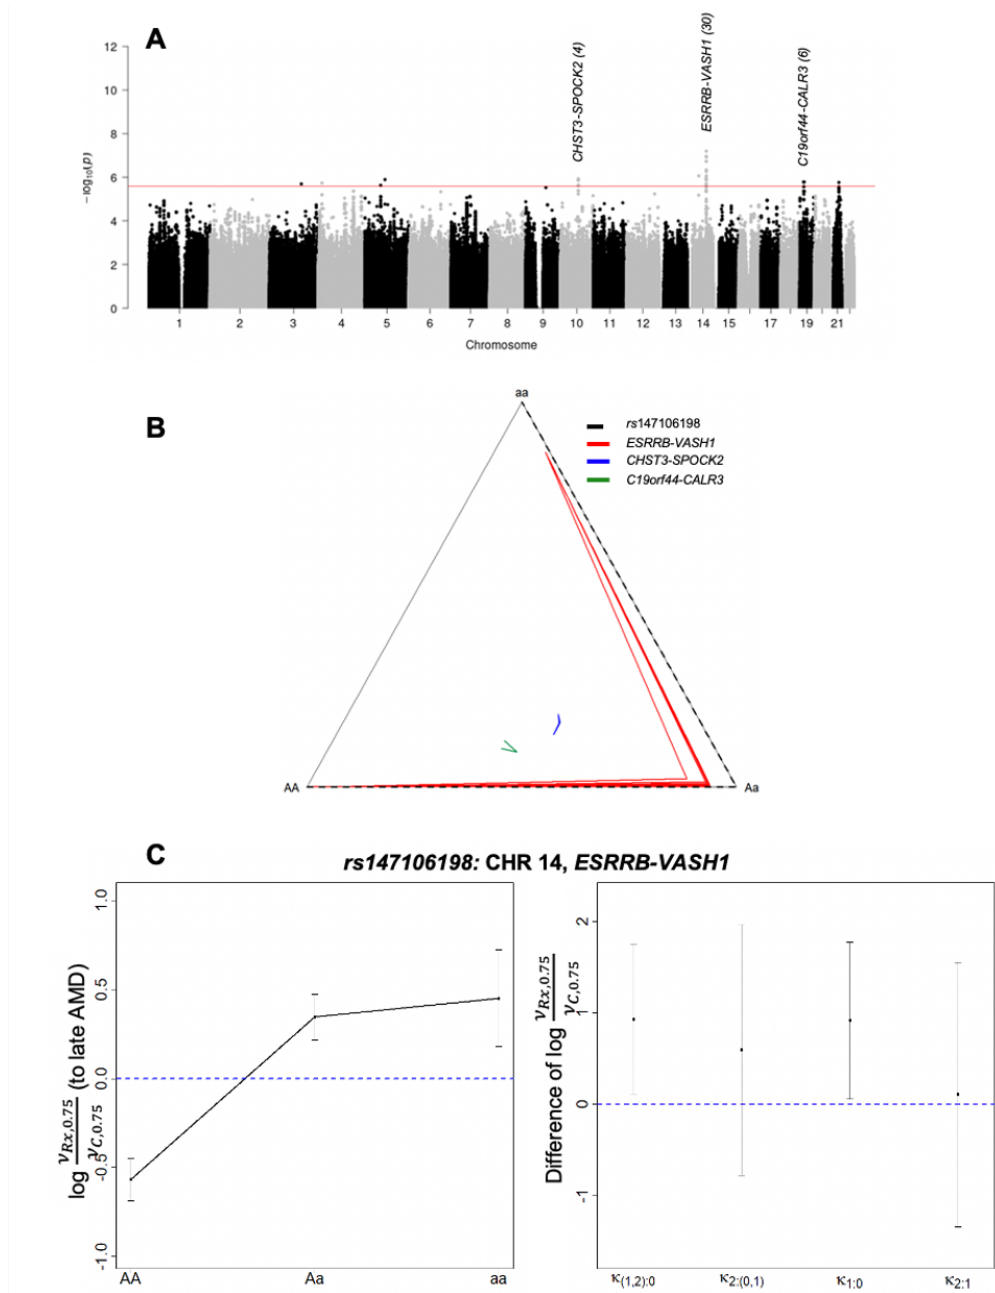 A
CHST3-SPOCK2 (4)
ESRRB-VASH1 (30)
C19orf44-CALR3 (6)
12
10
8
6
4
2
0
−log₁₀(p)
1 2 3 4 5 6 7 8 9 10 11 12 13 14 15 17 19 21
Chromosome
B
aa
rs147106198
ESRRB-VASH1
CHST3-SPOCK2
C19orf44-CALR3
AA
Aa
C
rs147106198: CHR 14, ESRRB-VASH1
log νRx,0.75 / νC,0.75 (to late AMD)
1.0
0.5
0.0
-0.5
-1.0
AA Aa aa
Difference of log νRx,0.75 / νC,0.75
2
1
0
-1
κ(1,2):0 κ2:(0,1) κ1:0 κ2:1